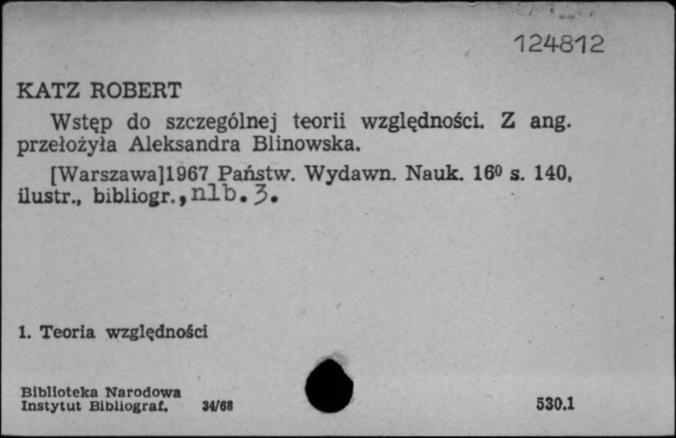 124812
KATZ ROBERT
Wstęp do szczególnej teorii względności. Z ang.
przełożyła Aleksandra Blinowska.
[Warszawa]1967 Państw. Wydawn. Nauk. 16⁰ s. 140,
ilustr., bibliogr., nlb. 3.
1. Teoria względności
Biblioteka Narodowa
Instytut Bibliograf. 34/68 530.1